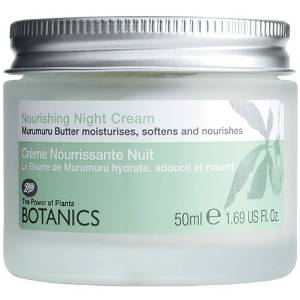 Nourishing Night Cream
Murumuru Butter moisturises, softens and nourishes
Crème Nourrissante Nuit
Le Beurre de Murumuru hydrate, adoucit et nourrit
Boots
The Power of Plants
BOTANICS
50ml ℮ 1.69 US Fl. Oz.